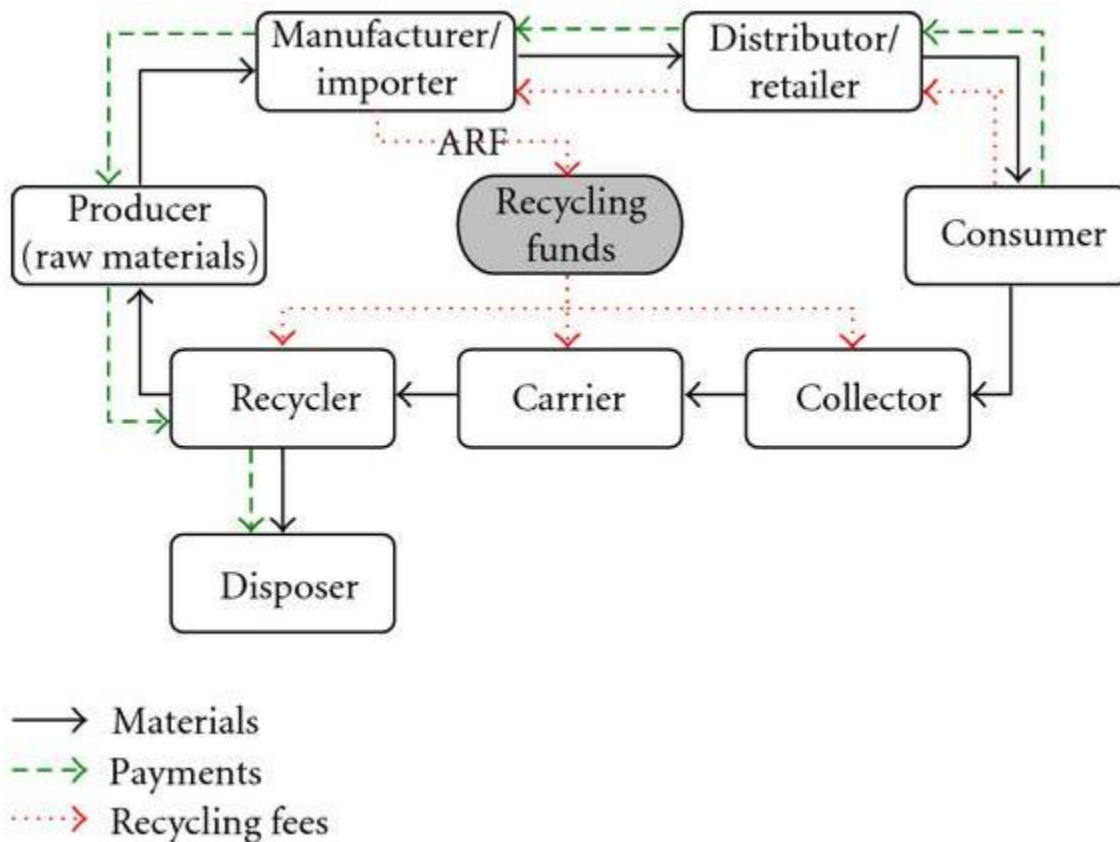 Manufacturer/
importer
Distributor/
retailer
ARF
Recycling
funds
Producer
(raw materials)
Consumer
Recycler
Carrier
Collector
Disposer
Materials
Payments
Recycling fees